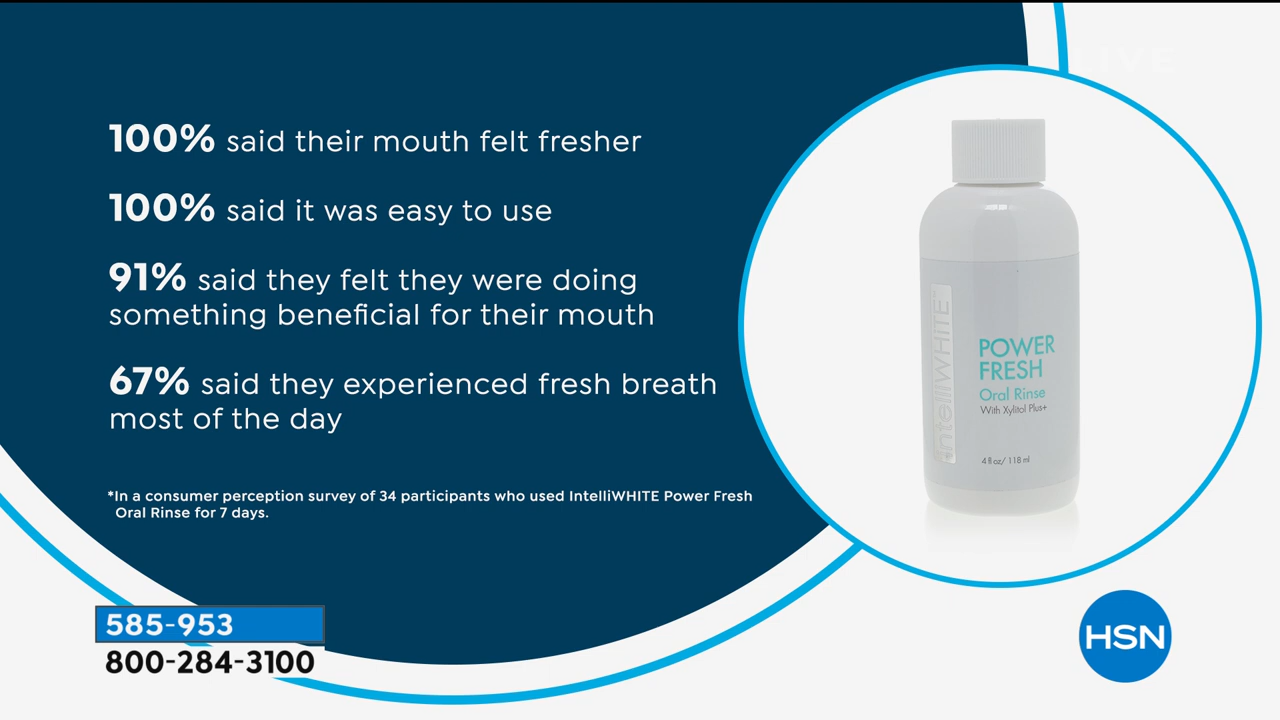 LIVE
100% said their mouth felt fresher
100% said it was easy to use
91% said they felt they were doing
something beneficial for their mouth
67% said they experienced fresh breath
most of the day
*In a consumer perception survey of 34 participants who used IntelliWHITE Power Fresh
Oral Rinse for 7 days.
IntelliWHiTE™
POWER
FRESH
Oral Rinse
With Xylitol Plus+
4 fl oz/ 118 ml
585-953
800-284-3100
HSN